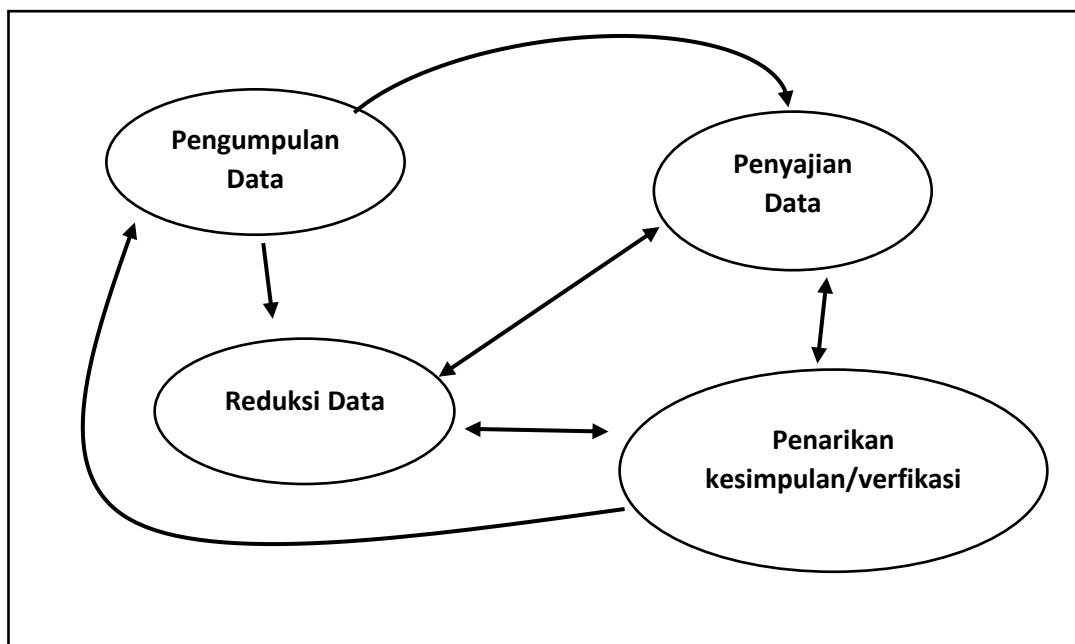 Pengumpulan
Data
Penyajian
Data
Reduksi Data
Penarikan
kesimpulan/verfikasi